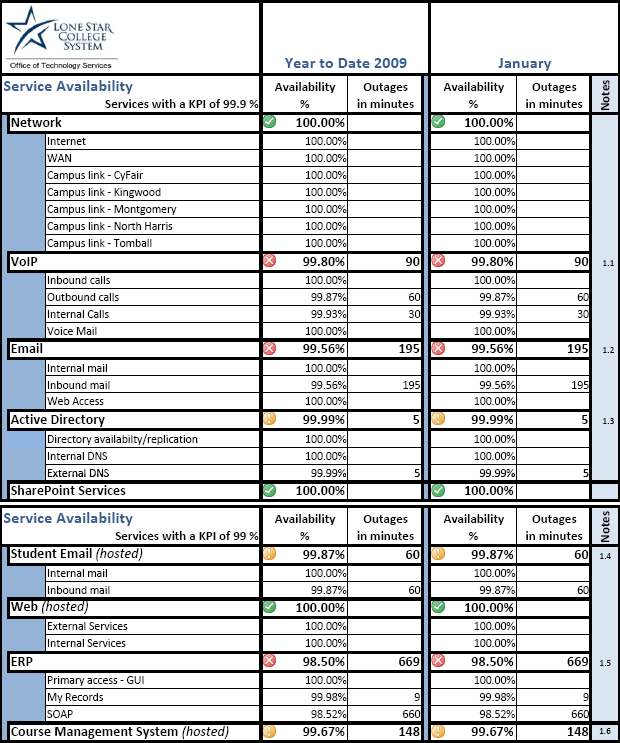 LONE STAR
COLLEGE
SYSTEM
Office of Technology Services
Year to Date 2009 January
Service Availability Availability Outages Availability Outages Notes
Services with a KPI of 99.9 % % in minutes % in minutes
Network 100.00% 100.00%
Internet 100.00% 100.00%
WAN 100.00% 100.00%
Campus link - CyFair 100.00% 100.00%
Campus link - Kingwood 100.00% 100.00%
Campus link - Montgomery 100.00% 100.00%
Campus link - North Harris 100.00% 100.00%
Campus link - Tomball 100.00% 100.00%
VoIP 99.80% 90 99.80% 90 1.1
Inbound calls 100.00% 100.00%
Outbound calls 99.87% 60 99.87% 60
Internal Calls 99.93% 30 99.93% 30
Voice Mail 100.00% 100.00%
Email 99.56% 195 99.56% 195 1.2
Internal mail 100.00% 100.00%
Inbound mail 99.56% 195 99.56% 195
Web Access 100.00% 100.00%
Active Directory 99.99% 5 99.99% 5 1.3
Directory availabilty/replication 100.00% 100.00%
Internal DNS 100.00% 100.00%
External DNS 99.99% 5 99.99% 5
SharePoint Services 100.00% 100.00%
Service Availability Availability Outages Availability Outages Notes
Services with a KPI of 99 % % in minutes % in minutes
Student Email (hosted) 99.87% 60 99.87% 60 1.4
Internal mail 100.00% 100.00%
Inbound mail 99.87% 60 99.87% 60
Web (hosted) 100.00% 100.00%
External Services 100.00% 100.00%
Internal Services 100.00% 100.00%
ERP 98.50% 669 98.50% 669 1.5
Primary access - GUI 100.00% 100.00%
My Records 99.98% 9 99.98% 9
SOAP 98.52% 660 98.52% 660
Course Management System (hosted) 99.67% 148 99.67% 148 1.6